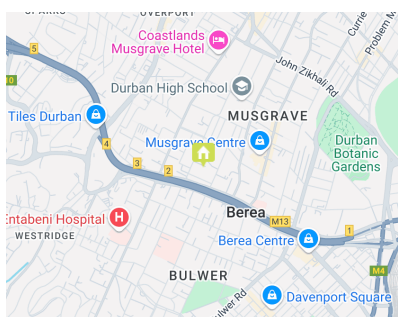 OVERPORT
Coastlands
Musgrave Hotel
Currie
Problem M
5
John Zikhali Rd
10
Durban High School
Tiles Durban
MUSGRAVE
4
Musgrave Centre
Durban
Botanic
Gardens
3
2
Entabeni Hospital
H
Berea
M13
1
WESTRIDGE
Berea Centre
M4
BULWER
Bulwer Rd
Davenport Square